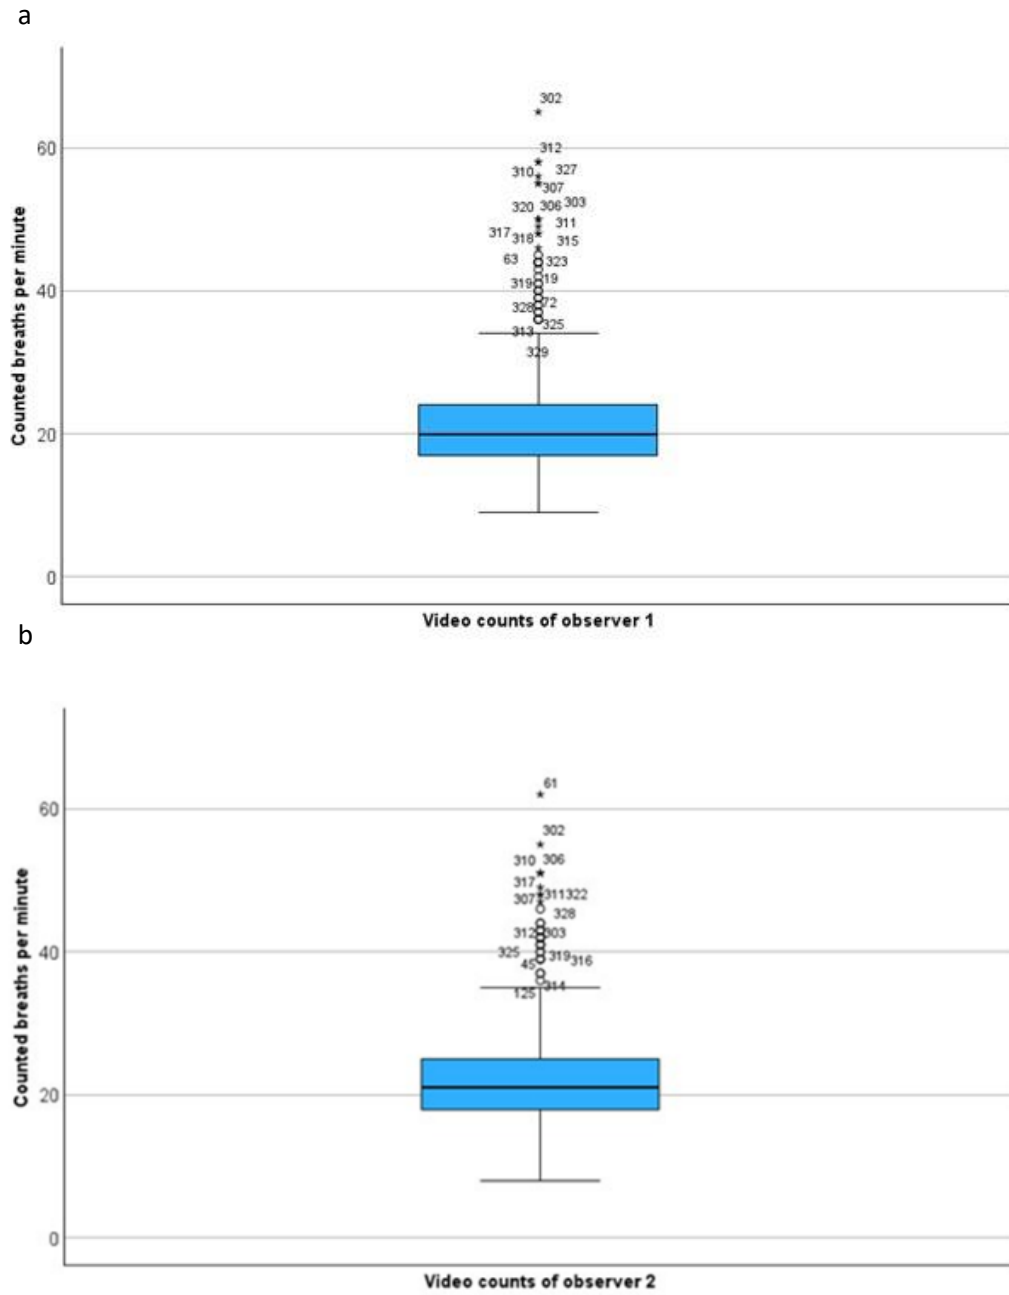 a
302
60
312
310 327
307
320 306 303
311
317 318 315
63 323
40
319 19
328 72
313 325
329
20
0
Counted breaths per minute
Video counts of observer 1
b
61
60
302
310 306
317
307 311 322
328
312 303
40
325 319 316
45
125 314
20
0
Counted breaths per minute
Video counts of observer 2